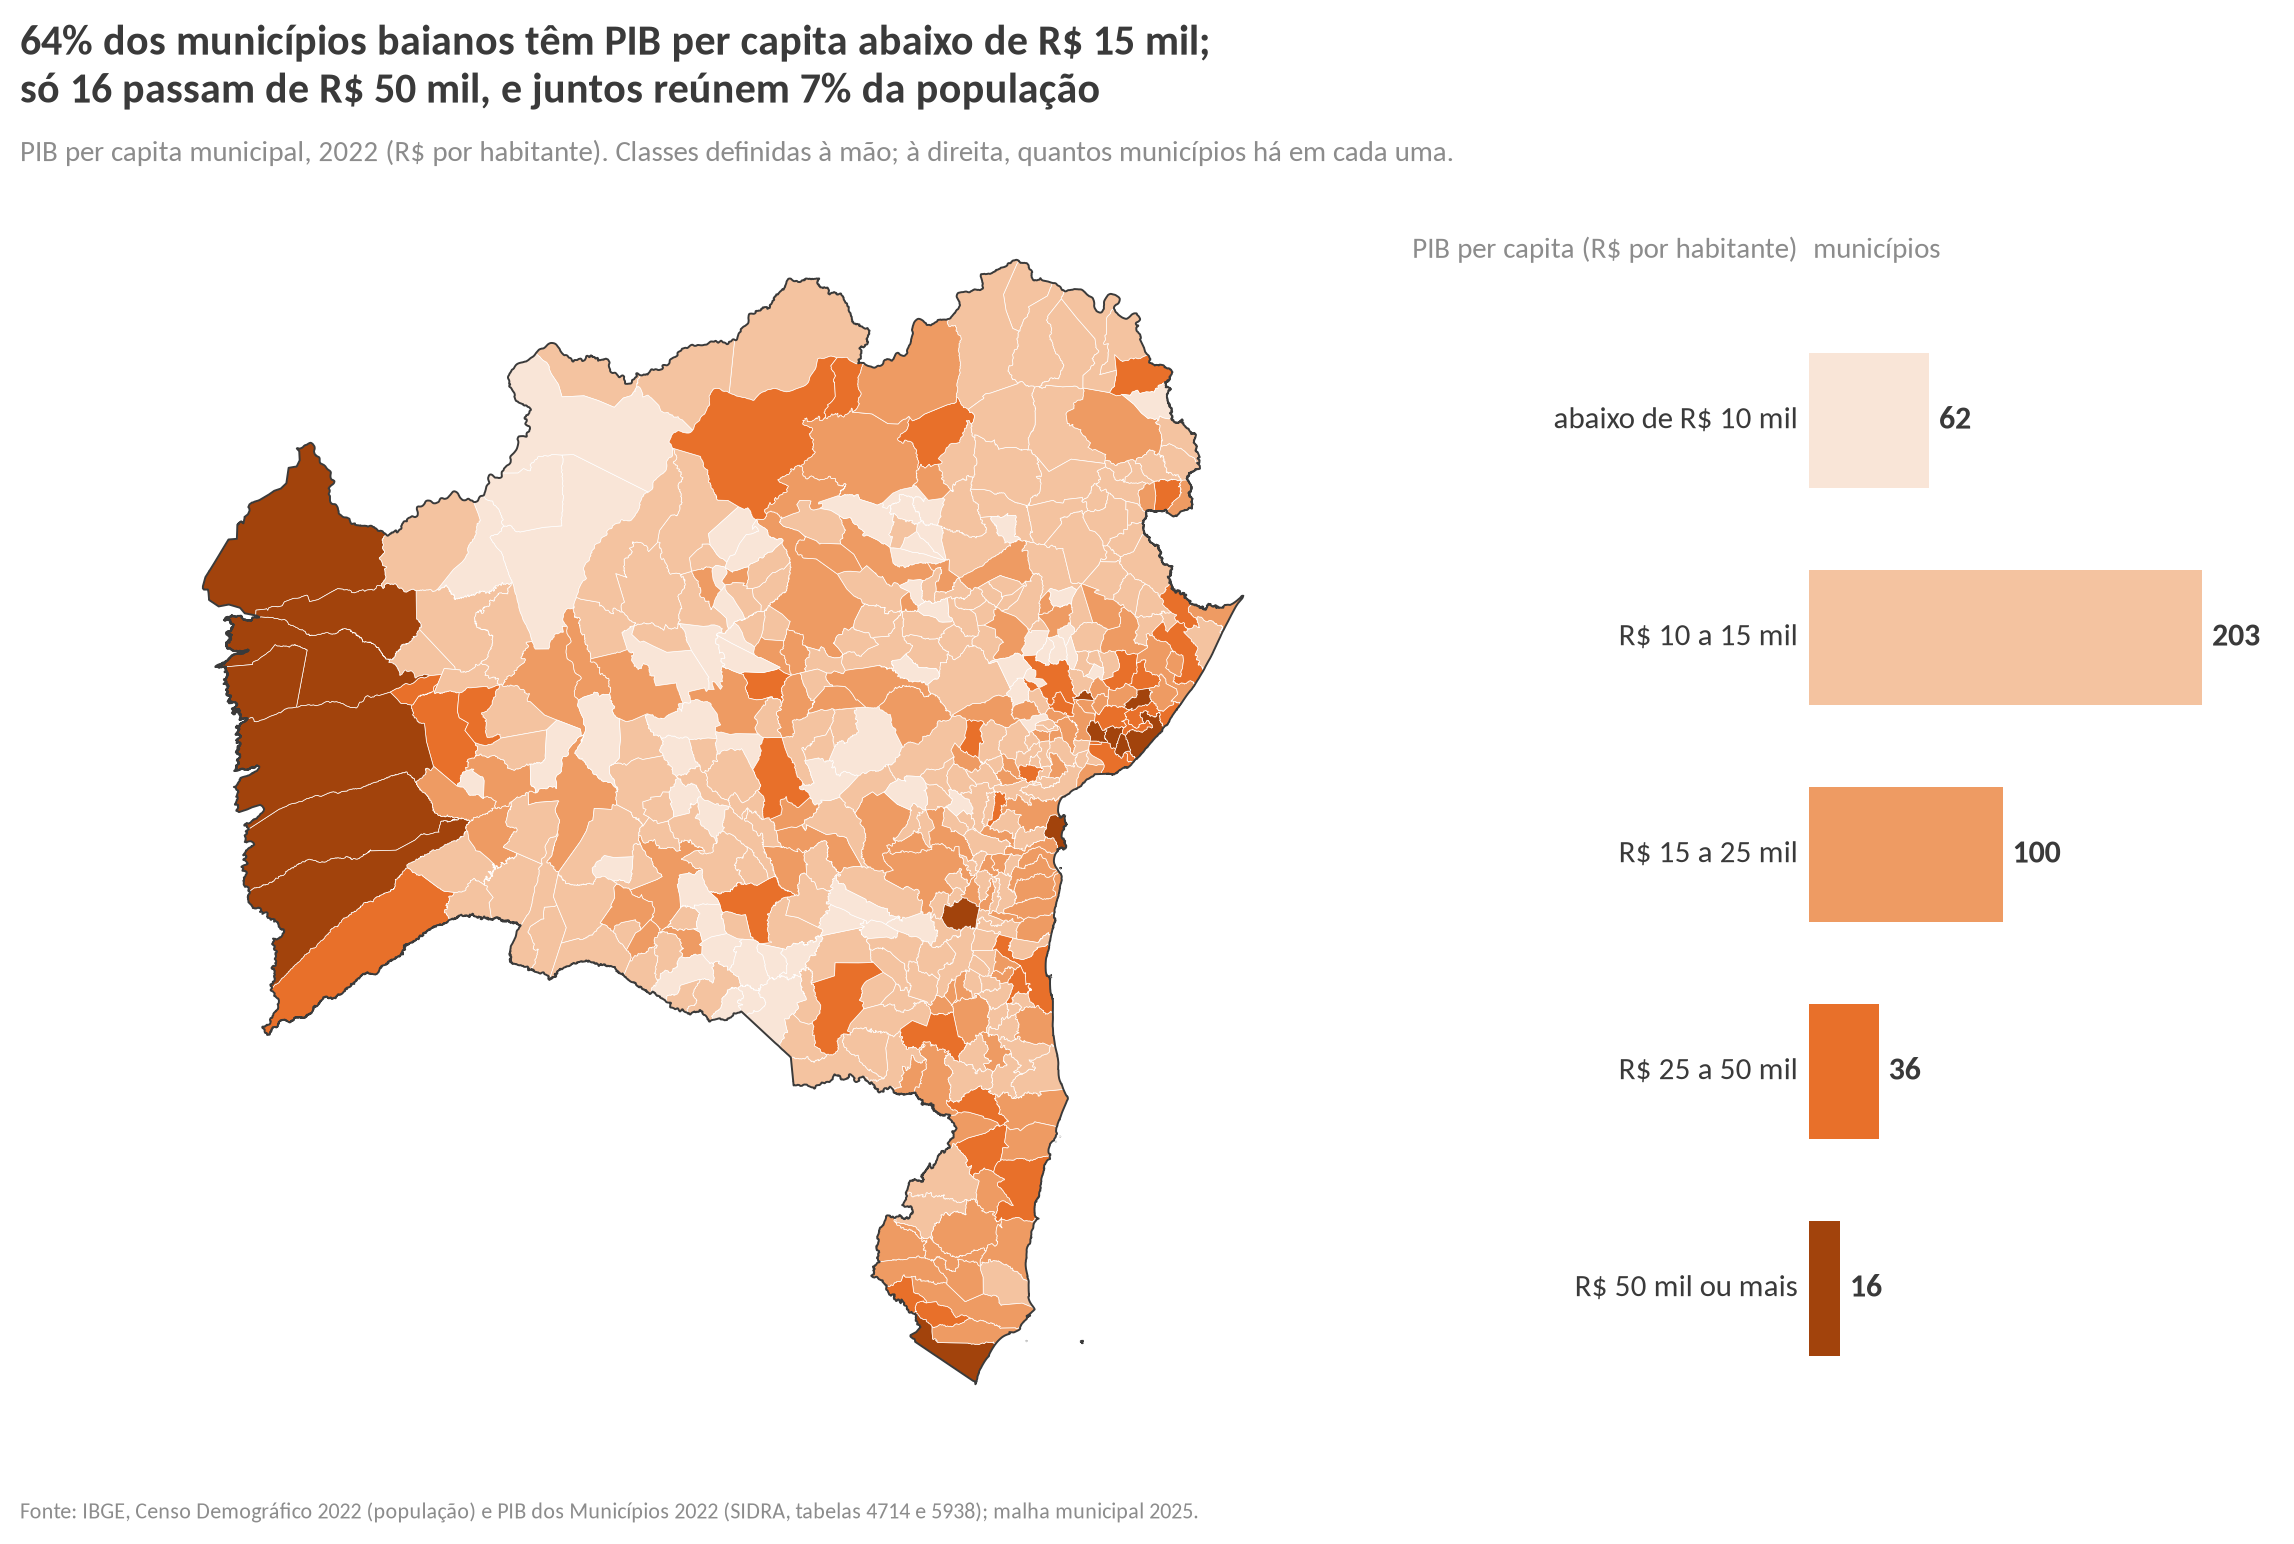 64% dos municípios baianos têm PIB per capita abaixo de R$ 15 mil;
só 16 passam de R$ 50 mil, e juntos reúnem 7% da população
PIB per capita municipal, 2022 (R$ por habitante). Classes definidas à mão; à direita, quantos municípios há em cada uma.
PIB per capita (R$ por habitante) municípios
abaixo de R$ 10 mil 62
R$ 10 a 15 mil 203
R$ 15 a 25 mil 100
R$ 25 a 50 mil 36
R$ 50 mil ou mais 16
Fonte: IBGE, Censo Demográfico 2022 (população) e PIB dos Municípios 2022 (SIDRA, tabelas 4714 e 5938); malha municipal 2025.